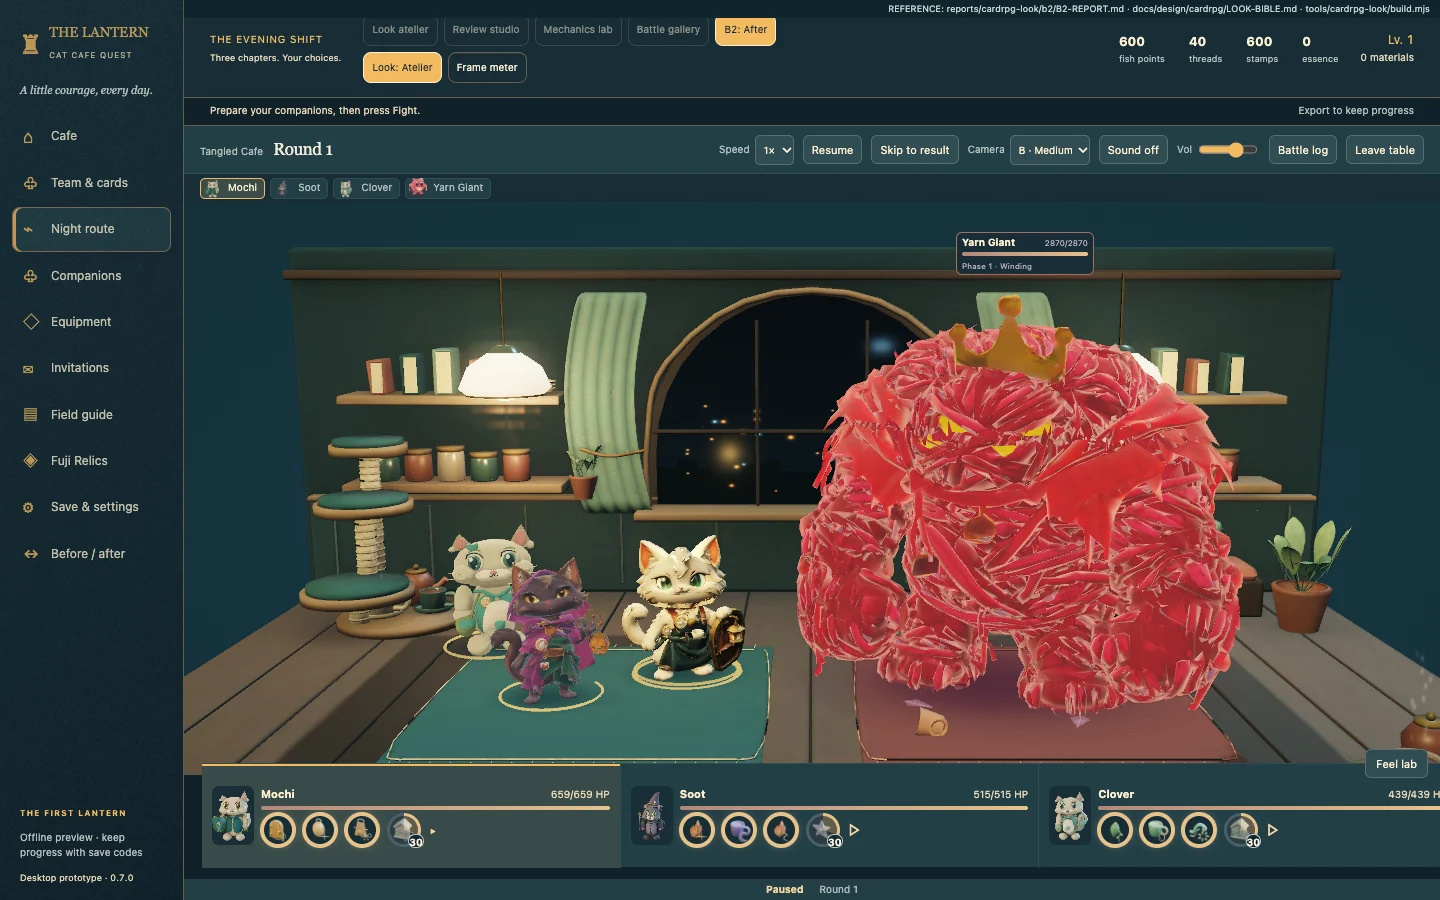 REFERENCE: reports/cardrpg-look/b2/B2-REPORT.md · docs/design/cardrpg/LOOK-BIBLE.md · tools/cardrpg-look/build.mjs
THE LANTERN
CAT CAFE QUEST
A little courage, every day.
Cafe
Team & cards
Night route
Companions
Equipment
Invitations
Field guide
Fuji Relics
Save & settings
Before / after
THE FIRST LANTERN
Offline preview · keep
progress with save codes
Desktop prototype · 0.7.0
THE EVENING SHIFT
Three chapters. Your choices.
Look atelier
Review studio
Mechanics lab
Battle gallery
B2: After
Look: Atelier
Frame meter
600 fish points
40 threads
600 stamps
0 essence
Lv. 1
0 materials
Prepare your companions, then press Fight.
Export to keep progress
Tangled Cafe Round 1
Speed 1x Resume Skip to result Camera B · Medium Sound off Vol Battle log Leave table
Mochi Soot Clover Yarn Giant
Yarn Giant 2870/2870
Phase 1 · Winding
Feel lab
Mochi 659/659 HP
30
Soot 515/515 HP
30
Clover 439/439 H
30
Paused Round 1